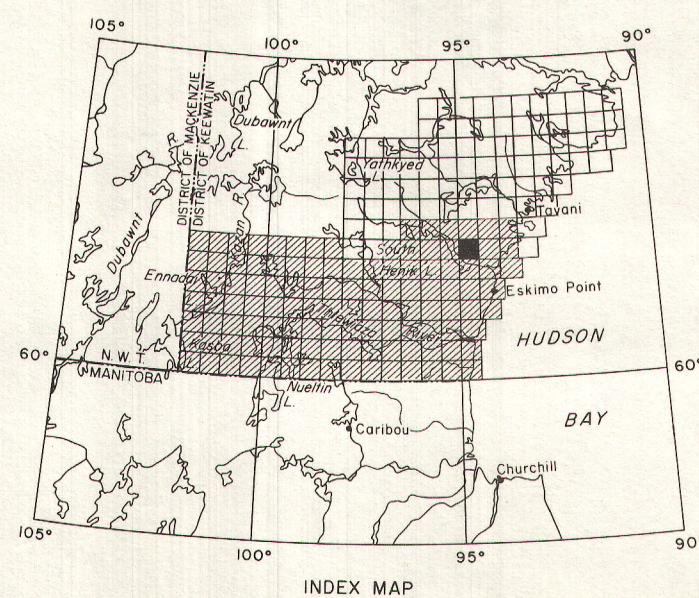 105°
100°
95°
90°
DISTRICT OF MACKENZIE
DISTRICT OF KEEWATIN
Dubawnt
L.
R.
Yathkyed
L.
R.
Kazan
Tavani
Dubawnt
South
Henik L.
Ennadai
L.
Eskimo Point
Thlewiaza
River
HUDSON
Kasba
L.
60°
N.W.T.
MANITOBA
60°
Nueltin
L.
BAY
Caribou
Churchill
105°
100°
95°
90
INDEX MAP